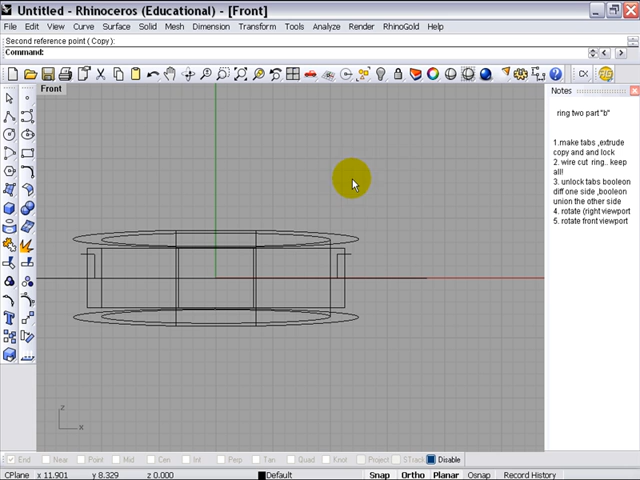 Untitled - Rhinoceros (Educational) - [Front]
File Edit View Curve Surface Solid Mesh Dimension Transform Tools Analyze Render RhinoGold Help
Second reference point ( Copy ):
Command:
Front
Notes
ring two part "b"
1.make tabs ,extrude
copy and and lock
2. wire cut ring.. keep
all!
3. unlock tabs booleon
diff one side ,boolean
union the other side
4. rotate (right viewport
5. rotate front viewport
z
x
End Near Point Mid Cen Int Perp Tan Quad Knot Project STrack Disable
CPlane x 11.901 y 8.329 z 0.000 Default Snap Ortho Planar Osnap Record History